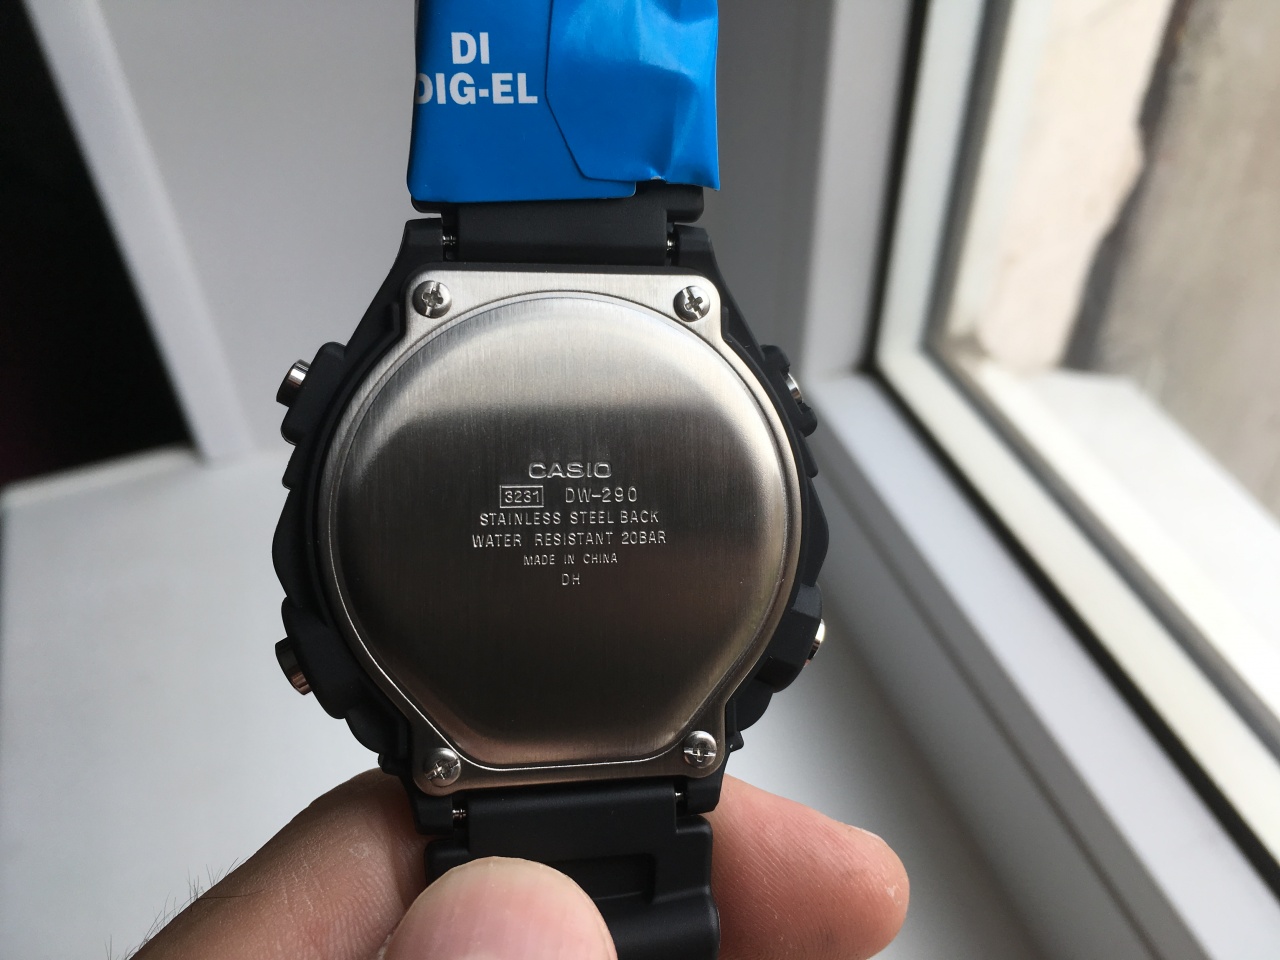 DI
DIG-EL
CASIO
3231 DW-290
STAINLESS STEEL BACK
WATER RESISTANT 20BAR
MADE IN CHINA
DH